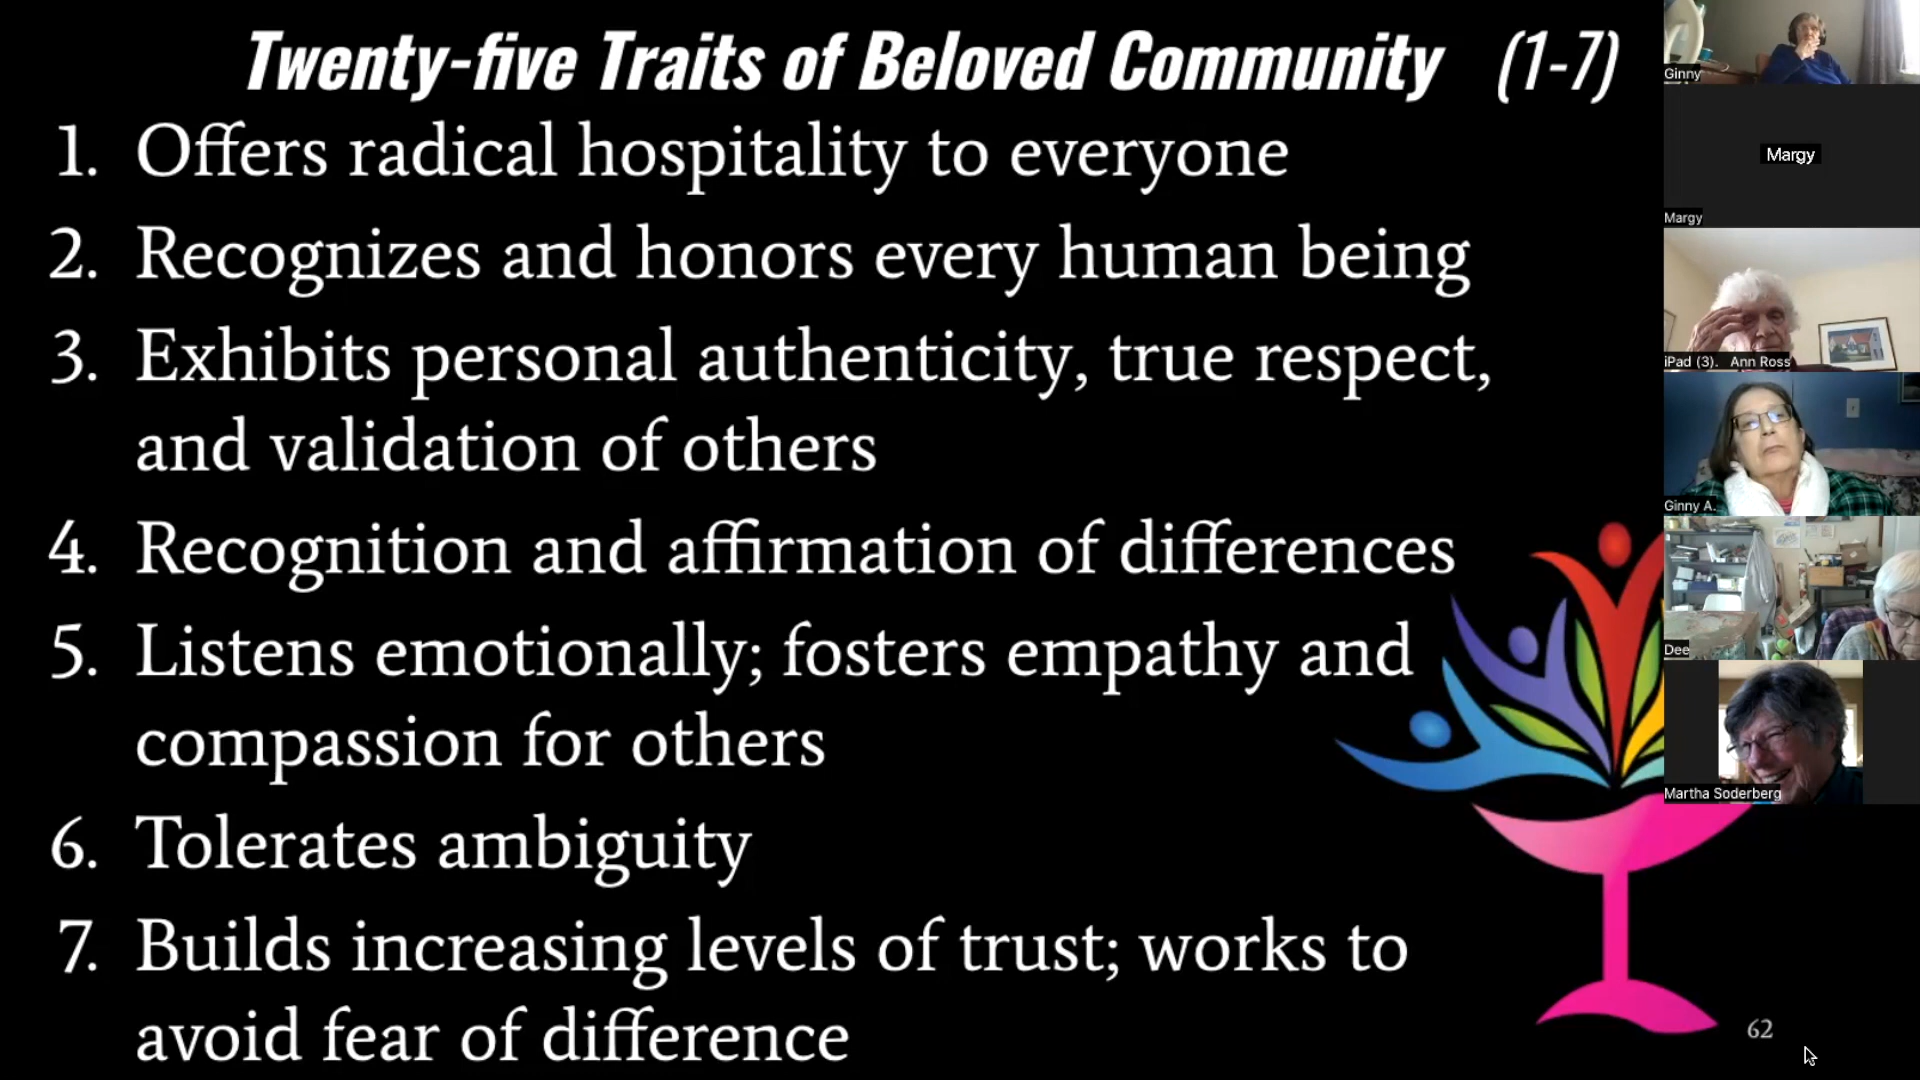 Twenty-five Traits of Beloved Community (1-7)
1. Offers radical hospitality to everyone
2. Recognizes and honors every human being
3. Exhibits personal authenticity, true respect,
and validation of others
4. Recognition and affirmation of differences
5. Listens emotionally; fosters empathy and
compassion for others
6. Tolerates ambiguity
7. Builds increasing levels of trust; works to
avoid fear of difference
62
Ginny
Margy
Margy
iPad (3). Ann Ross
Ginny A.
Dee
Martha Soderberg